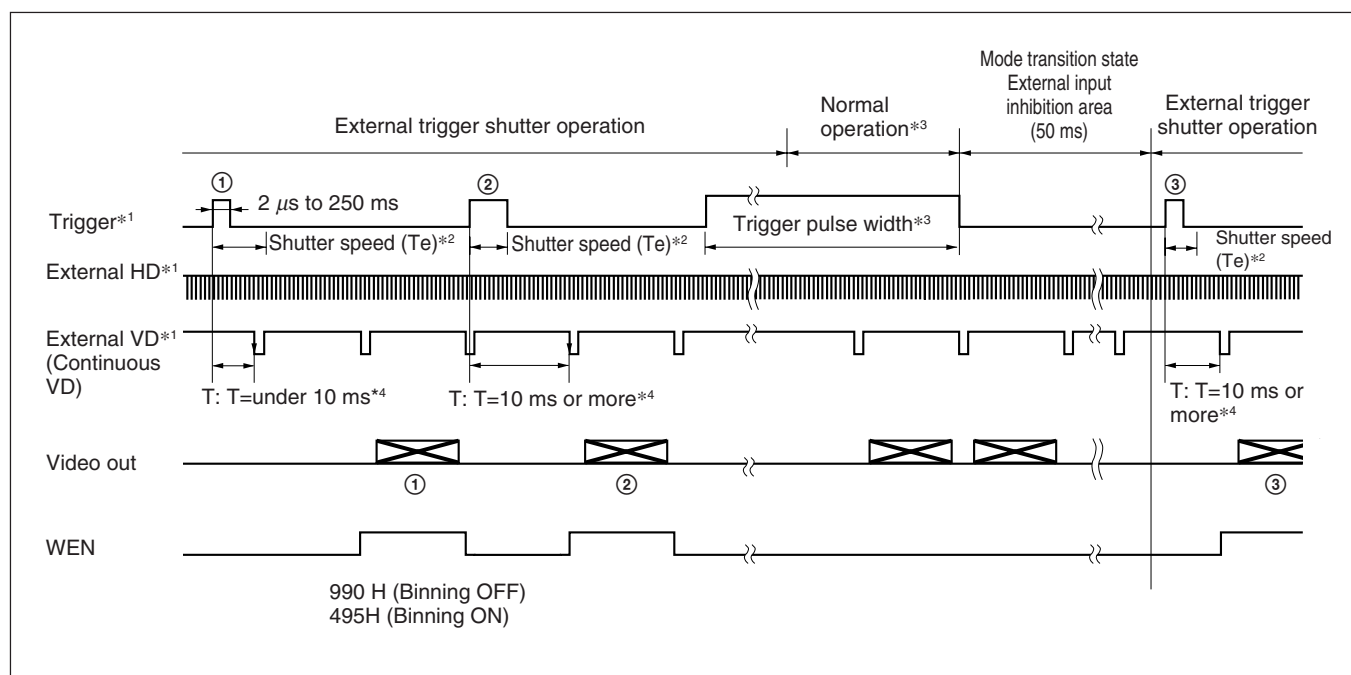 Mode transition state
External input
inhibition area
(50 ms)
Normal
operation*3
External trigger
shutter operation
External trigger shutter operation
① ② ③
Trigger*1
2 μs to 250 ms
Shutter speed (Te)*2
Shutter speed (Te)*2
Trigger pulse width*3
Shutter speed
(Te)*2
External HD*1
External VD*1
(Continuous
VD)
T: T=under 10 ms*4
T: T=10 ms or more*4
T: T=10 ms or
more*4
Video out
① ② ③
WEN
990 H (Binning OFF)
495H (Binning ON)